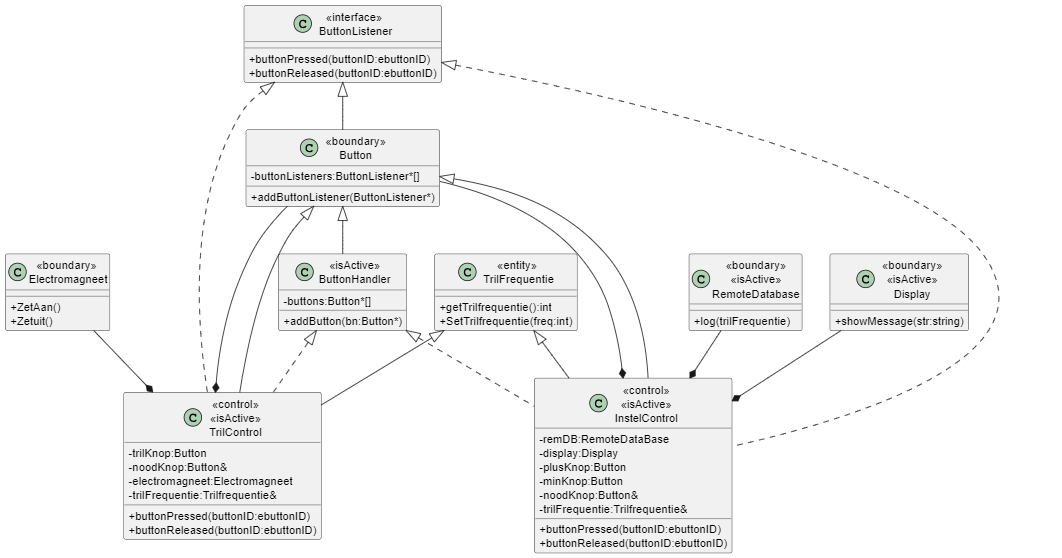 «interface»
C ButtonListener
+buttonPressed(buttonID:ebuttonID)
+buttonReleased(buttonID:ebuttonID)
«boundary»
C Button
-buttonListeners:ButtonListener*[]
+addButtonListener(ButtonListener*)
«boundary»
C Electromagneet
+ZetAan()
+Zetuit()
«isActive»
C ButtonHandler
-buttons:Button*[]
+addButton(bn:Button*)
«entity»
C TrilFrequentie
+getTrilfrequentie():int
+SetTrilfrequentie(freq:int)
«boundary»
C «isActive»
RemoteDatabase
+log(trilFrequentie)
«boundary»
C «isActive»
Display
+showMessage(str:string)
«control»
C «isActive»
TrilControl
-trilKnop:Button
-noodKnop:Button&
-electromagneet:Electromagneet
-trilFrequentie:Trilfrequentie&
+buttonPressed(buttonID:ebuttonID)
+buttonReleased(buttonID:ebuttonID)
«control»
C «isActive»
InstelControl
-remDB:RemoteDataBase
-display:Display
-plusKnop:Button
-minKnop:Button
-noodKnop:Button&
-trilFrequentie:Trilfrequentie&
+buttonPressed(buttonID:ebuttonID)
+buttonReleased(buttonID:ebuttonID)